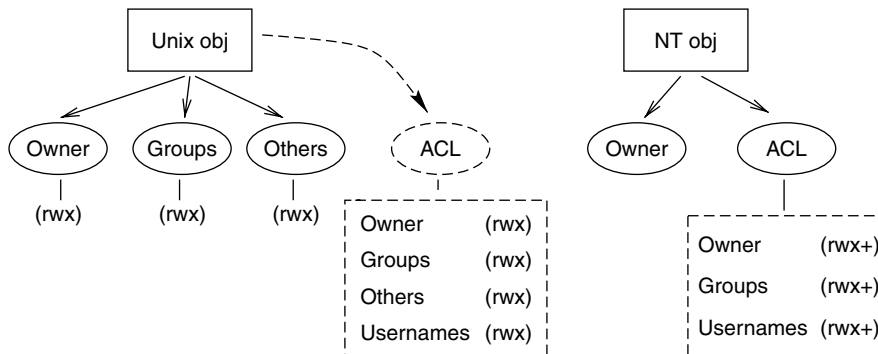 Unix obj
NT obj
Owner
Groups
Others
ACL
Owner
ACL
(rwx)
(rwx)
(rwx)
Owner (rwx)
Groups (rwx)
Others (rwx)
Usernames (rwx)
Owner (rwx+)
Groups (rwx+)
Usernames (rwx+)